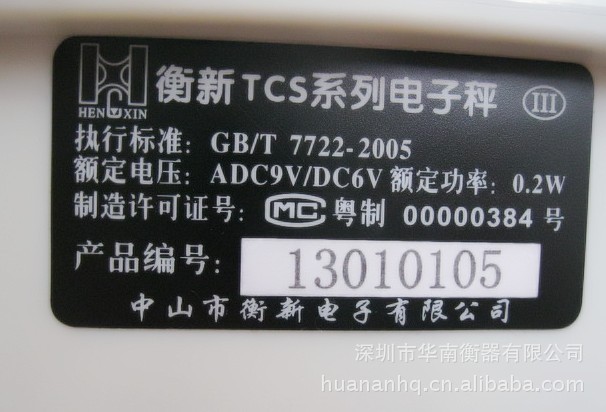 衡新TCS系列电子秤 III
HENGXIN
执行标准: GB/T 7722-2005
额定电压: ADC9V/DC6V 额定功率: 0.2W
制造许可证号: CMC 粤制 00000384 号
产品编号: 13010105
中山市衡新电子有限公司
深圳市华南衡器有限公司
huananhq.cn.alibaba.com